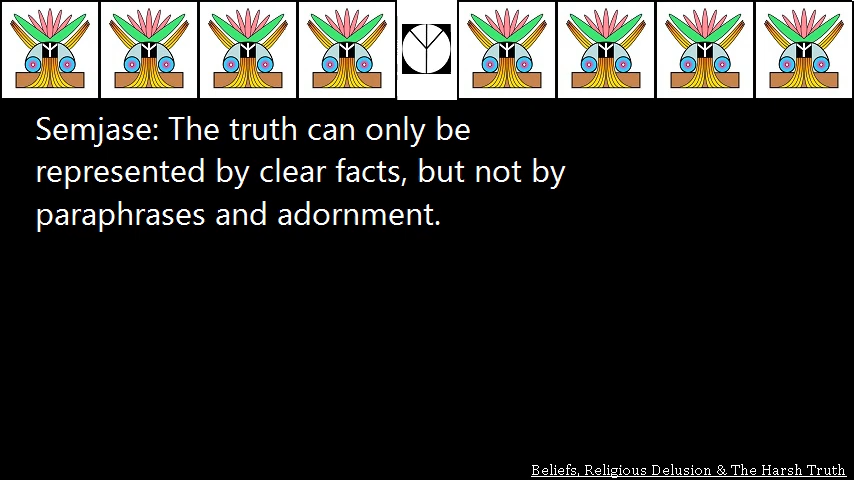 Semjase: The truth can only be
represented by clear facts, but not by
paraphrases and adornment.
Beliefs, Religious Delusion & The Harsh Truth